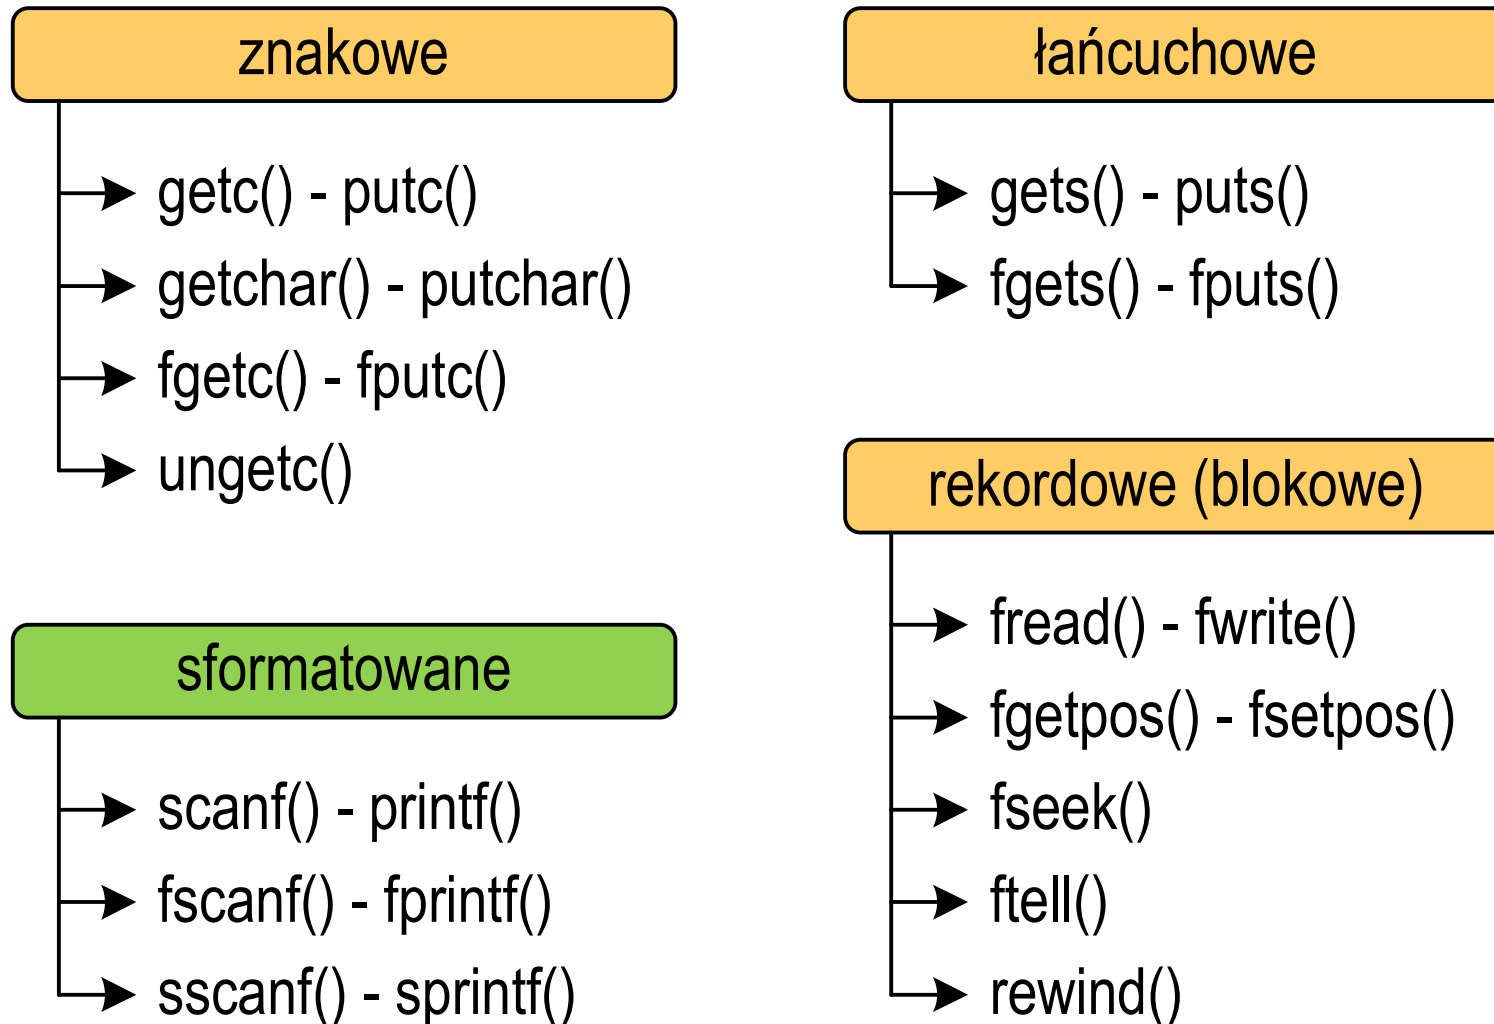 znakowe
getc() - putc()
getchar() - putchar()
fgetc() - fputc()
ungetc()
sformatowane
scanf() - printf()
fscanf() - fprintf()
sscanf() - sprintf()
łańcuchowe
gets() - puts()
fgets() - fputs()
rekordowe (blokowe)
fread() - fwrite()
fgetpos() - fsetpos()
fseek()
ftell()
rewind()